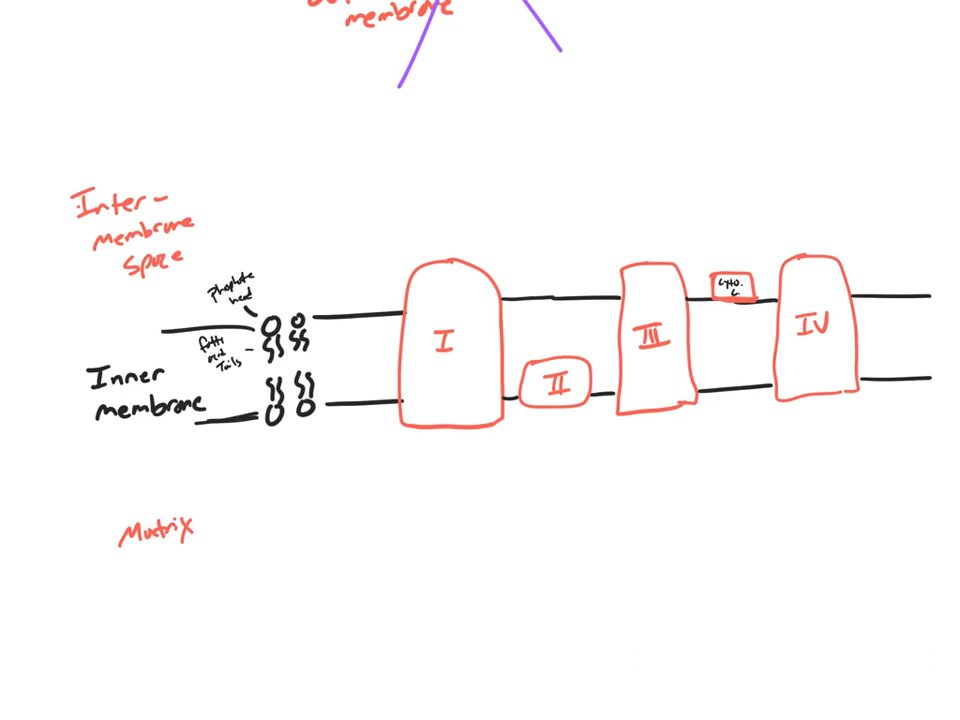 membrane
Inter-
membrane
space
Phosphate
head
fatty
acid
Tails
Inner
membrane
I
II
III
cyto.
c.
IV
Matrix